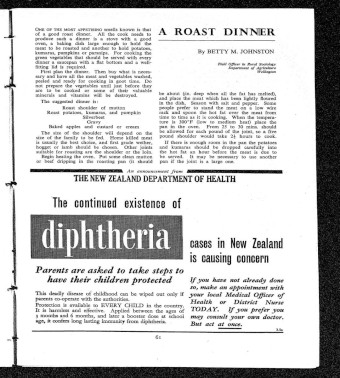 ONE OF THE MOST APPETISING meals known is that
of a good roast dinner. All the cook needs to
produce such a dinner is a stove with a good
oven, a baking dish large enough to hold the
meat to be roasted and another to hold potatoes,
kumaras, pumpkins or parsnips. For cooking the
green vegetables that should be served with every
dinner a saucepan with a flat bottom and a well-
fitting lid is required.
First plan the dinner. Then buy what is neces-
sary and have all the meat and vegetables washed,
peeled and ready for cooking in good time. Do
not prepare the vegetables until just before they
are to be cooked or some of their valuable
minerals and vitamins will be destroyed.
The suggested dinner is:
Roast shoulder of mutton
Roast potatoes, kumaras, and pumpkin
Silverbeet
Gravy
Baked apples and custard or cream
The size of the shoulder will depend on the
size of the family to be fed. Home killed meat
is usually the best choice, and first grade wether,
hogget or lamb should be chosen. Other joints
suitable for roasting are the shoulder or the loin.
Begin heating the oven. Put some clean mutton
or beef dripping in the roasting pan (it should
A ROAST DINNER
By BETTY M. JOHNSTON
Field Officer in Rural Sociology
Department of Agriculture
Wellington
be about ¼in. deep when all the fat has melted),
and place the meat which has been lightly floured
in the dish. Season with salt and pepper. Some
people prefer to stand the meat on a low wire
rack and spoon the hot fat over the meat from
time to time as it is cooking. When the tempera-
ture is 300°F (low to medium heat) place the
pan in the oven. From 25 to 30 mins. should
be allowed for each pound of the joint, so a five
pound shoulder would take 2½ hours to cook.
If there is enough room in the pan the potatoes
and kumaras should be dropped carefully into
the hot fat an hour before the meat is due to
be served. It may be necessary to use another
pan if the joint is a large one.
An announcement from
THE NEW ZEALAND DEPARTMENT OF HEALTH
The continued existence of
diphtheria
cases in New Zealand
is causing concern
Parents are asked to take steps to
have their children protected
This deadly disease of childhood can be wiped out only if
parents co-operate with the authorities.
Protection is available to EVERY CHILD in the country.
It is harmless and effective. Applied between the ages of
3 months and 6 months, and later a booster dose at school
age, it confers long lasting immunity from diphtheria.
If you have not already done
so, make an appointment with
your local Medical Officer of
Health or District Nurse
TODAY. If you prefer you
may consult your own doctor.
But act at once.
61